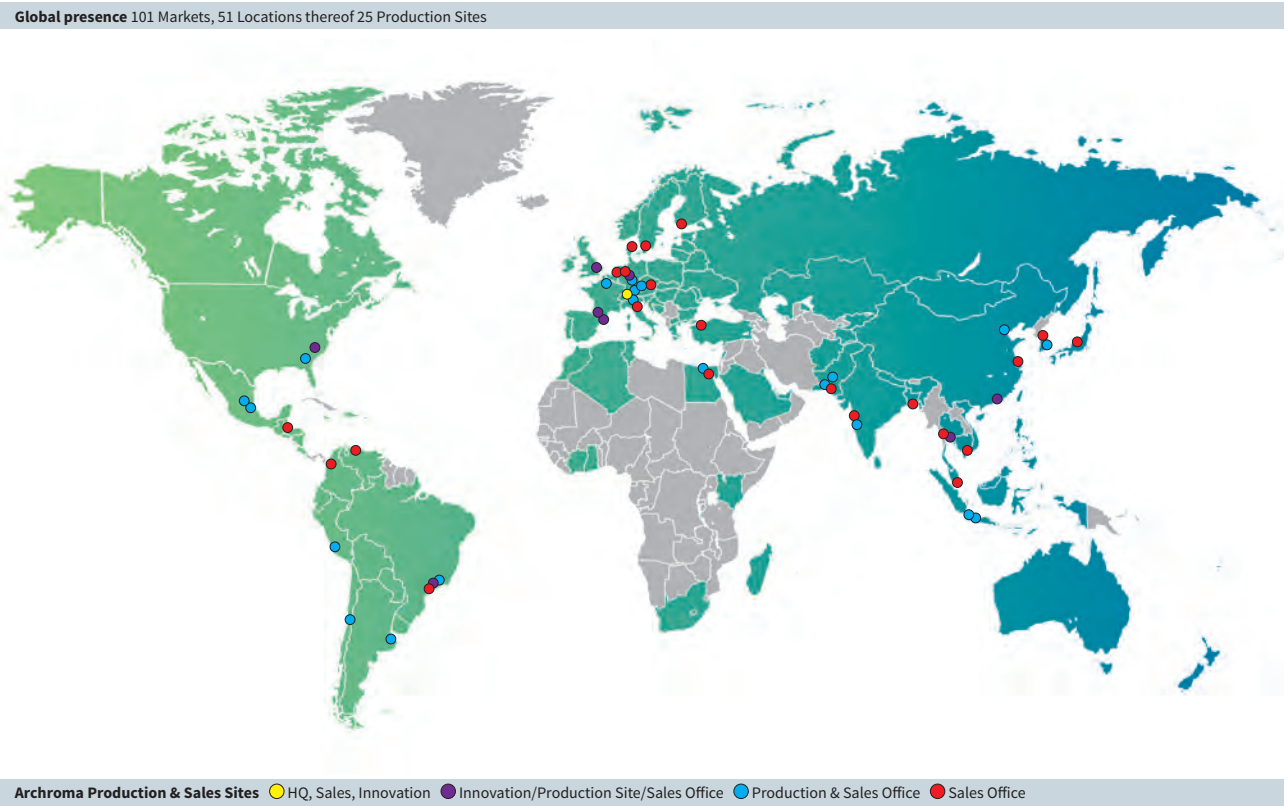 Global presence 101 Markets, 51 Locations thereof 25 Production Sites
Archroma Production & Sales Sites HQ, Sales, Innovation Innovation/Production Site/Sales Office Production & Sales Office Sales Office